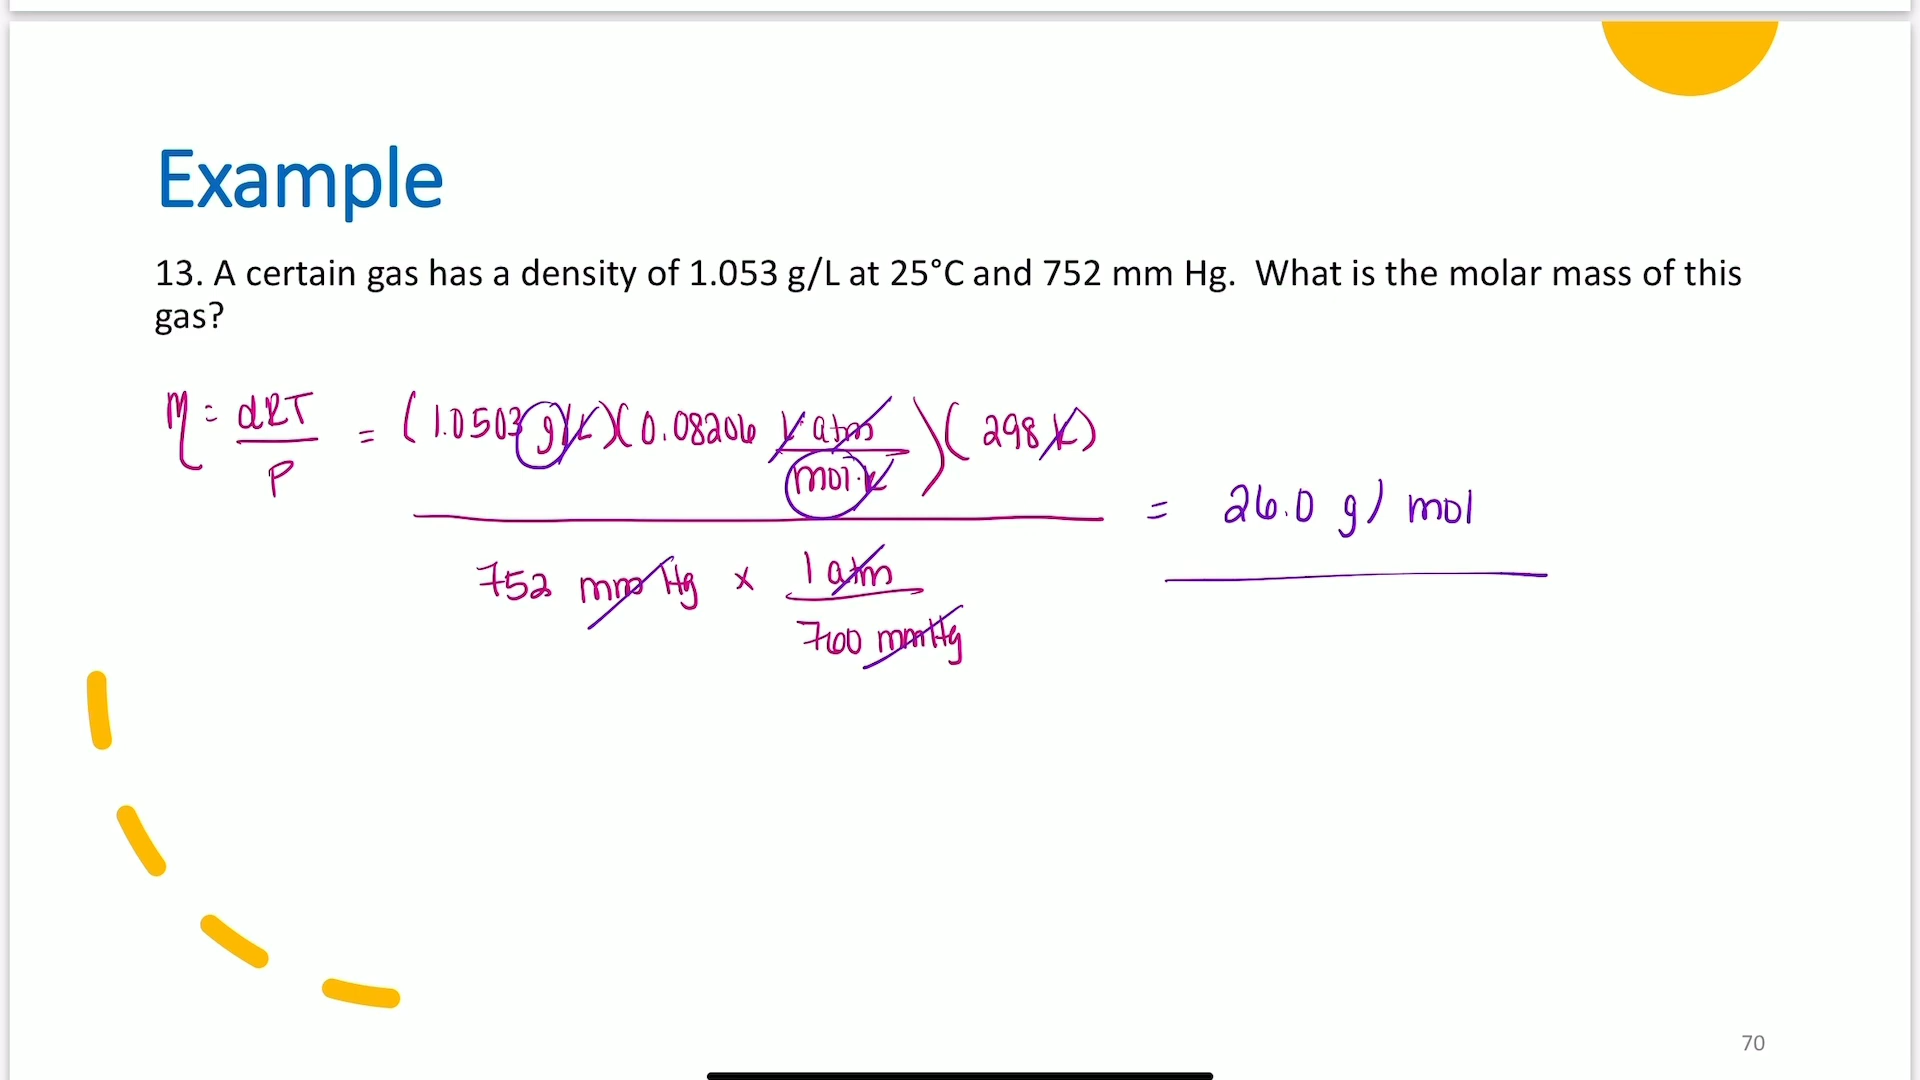 Example
13. A certain gas has a density of 1.053 g/L at 25°C and 752 mm Hg.  What is the molar mass of this
gas?
M = dRT / P = (1.0503 g/L)(0.08206 L atm / mol·K)(298 K)
= 26.0 g/mol
752 mm Hg x 1 atm / 760 mmHg
70